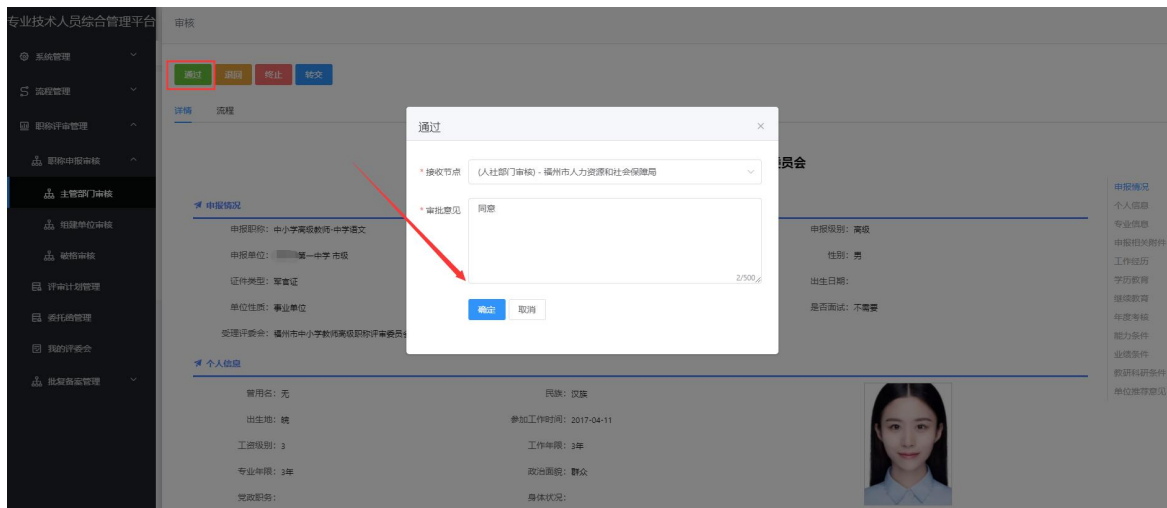 专业技术人员综合管理平台
审核
系统管理
流程管理
职称评审管理
职称申报审核
主管部门审核
组建单位审核
破格审核
评审计划管理
委托函管理
我的评委会
批复备案管理
通过 退回 终止 转交
详情 流程
员会
通过
* 接收节点 (人社部门审核) - 福州市人力资源和社会保障局
* 审批意见 同意
2/500
确定 取消
申报情况
申报职称: 中小学高级教师-中学语文 申报级别: 高级
申报单位: 第一中学 市级 性别: 男
证件类型: 军官证 出生日期:
单位性质: 事业单位 是否面试: 不需要
受理评委会: 福州市中小学教师高级职称评审委员会
个人信息
曾用名: 无 民族: 汉族
出生地: 赣 参加工作时间: 2017-04-11
工资级别: 3 工作年限: 3年
专业年限: 3年 政治面貌: 群众
党政职务: 身体状况:
申报情况
个人信息
专业信息
申报相关附件
工作经历
学历教育
继续教育
年度考核
能力条件
业绩条件
教研科研条件
单位推荐意见